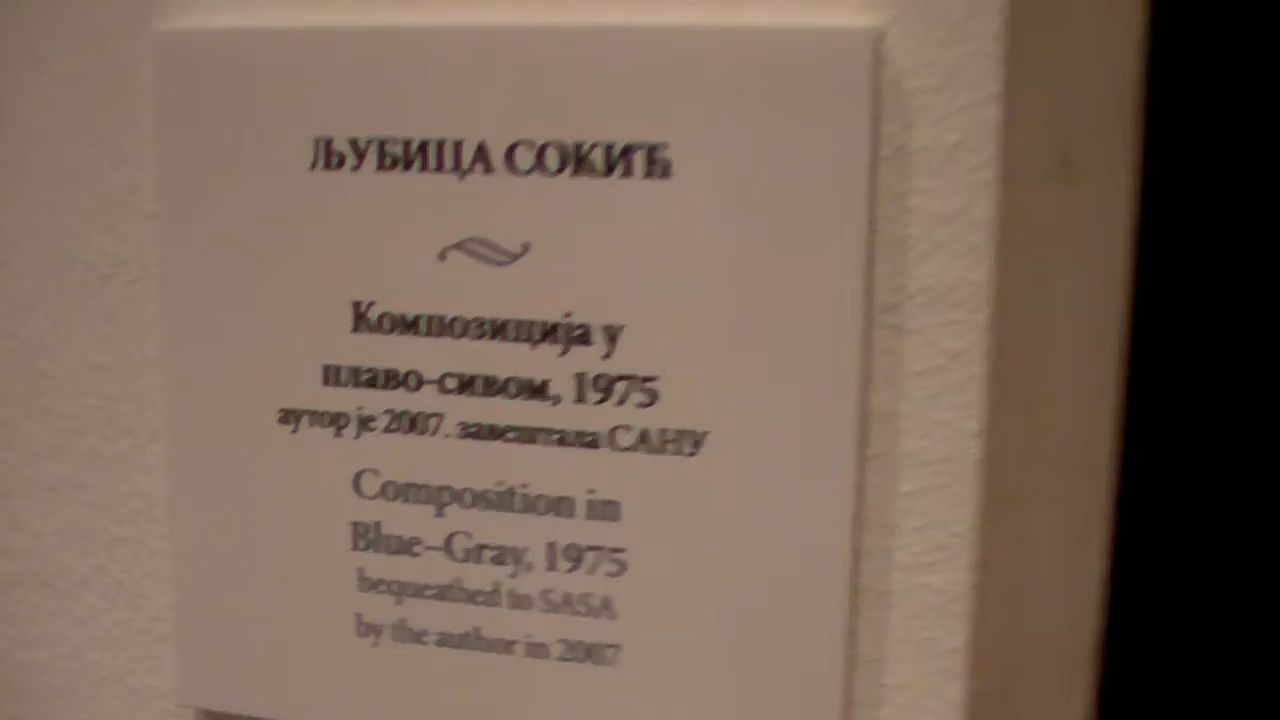 ЉУБИЦА СОКИЋ
Композиција у
плаво-сивом, 1975
аутор је 2007. завештала САНУ
Composition in
Blue–Gray, 1975
bequeathed to SASA
by the author in 2007